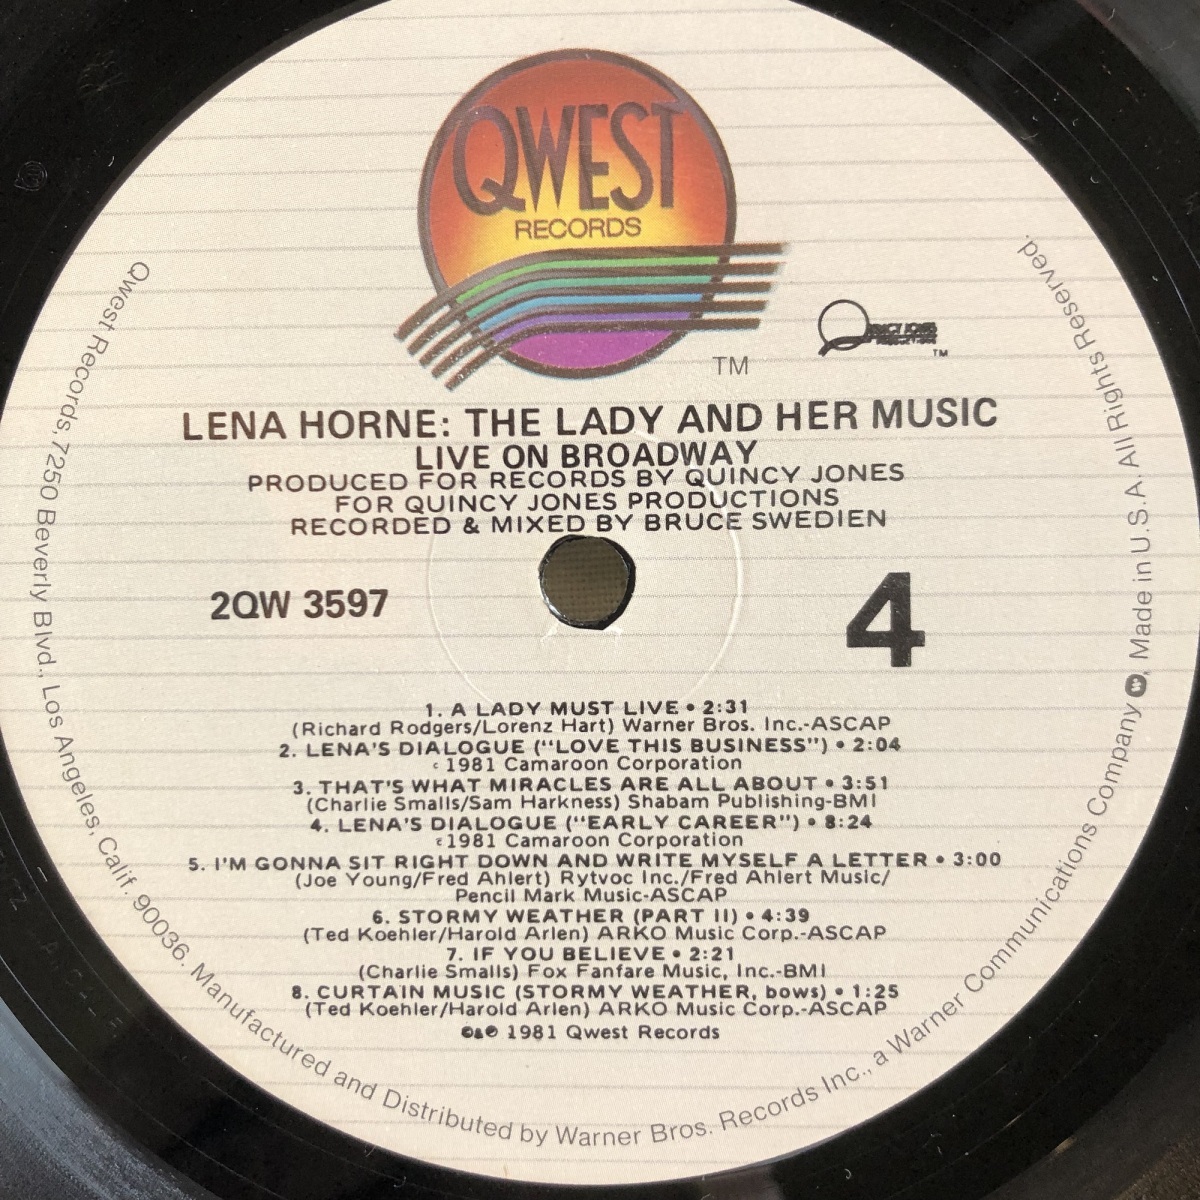 QWEST
RECORDS
TM
QUINCY JONES
PRODUCTIONS
TM
LENA HORNE: THE LADY AND HER MUSIC
LIVE ON BROADWAY
PRODUCED FOR RECORDS BY QUINCY JONES
FOR QUINCY JONES PRODUCTIONS
RECORDED & MIXED BY BRUCE SWEDIEN
2QW 3597
4
1. A LADY MUST LIVE • 2:31
(Richard Rodgers/Lorenz Hart) Warner Bros. Inc.-ASCAP
2. LENA'S DIALOGUE ("LOVE THIS BUSINESS") • 2:04
c 1981 Camaroon Corporation
3. THAT'S WHAT MIRACLES ARE ALL ABOUT • 3:51
(Charlie Smalls/Sam Harkness) Shabam Publishing-BMI
4. LENA'S DIALOGUE ("EARLY CAREER") • 8:24
c1981 Camaroon Corporation
5. I'M GONNA SIT RIGHT DOWN AND WRITE MYSELF A LETTER • 3:00
(Joe Young/Fred Ahlert) Rytvoc Inc./Fred Ahlert Music/
Pencil Mark Music-ASCAP
6. STORMY WEATHER (PART II) • 4:39
(Ted Koehler/Harold Arlen) ARKO Music Corp.-ASCAP
7. IF YOU BELIEVE • 2:21
(Charlie Smalls) Fox Fanfare Music, Inc.-BMI
8. CURTAIN MUSIC (STORMY WEATHER, bows) • 1:25
(Ted Koehler/Harold Arlen) ARKO Music Corp.-ASCAP
©&℗ 1981 Qwest Records
Qwest Records, 7250 Beverly Blvd., Los Angeles, Calif. 90036. Manufactured and Distributed by Warner Bros. Records Inc., a Warner Communications Company, Made in U.S.A. All Rights Reserved.